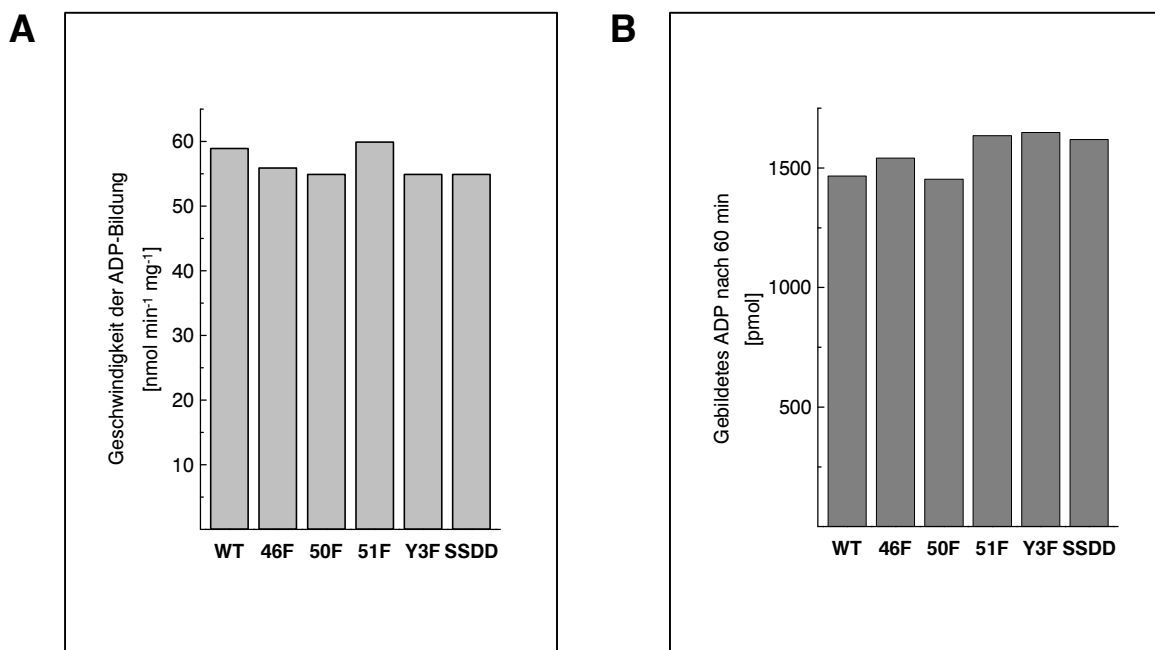 A
Geschwindigkeit der ADP-Bildung
[nmol min⁻¹ mg⁻¹]
60
50
40
30
20
10
WT 46F 50F 51F Y3F SSDD
B
Gebildetes ADP nach 60 min
[pmol]
1500
1000
500
WT 46F 50F 51F Y3F SSDD